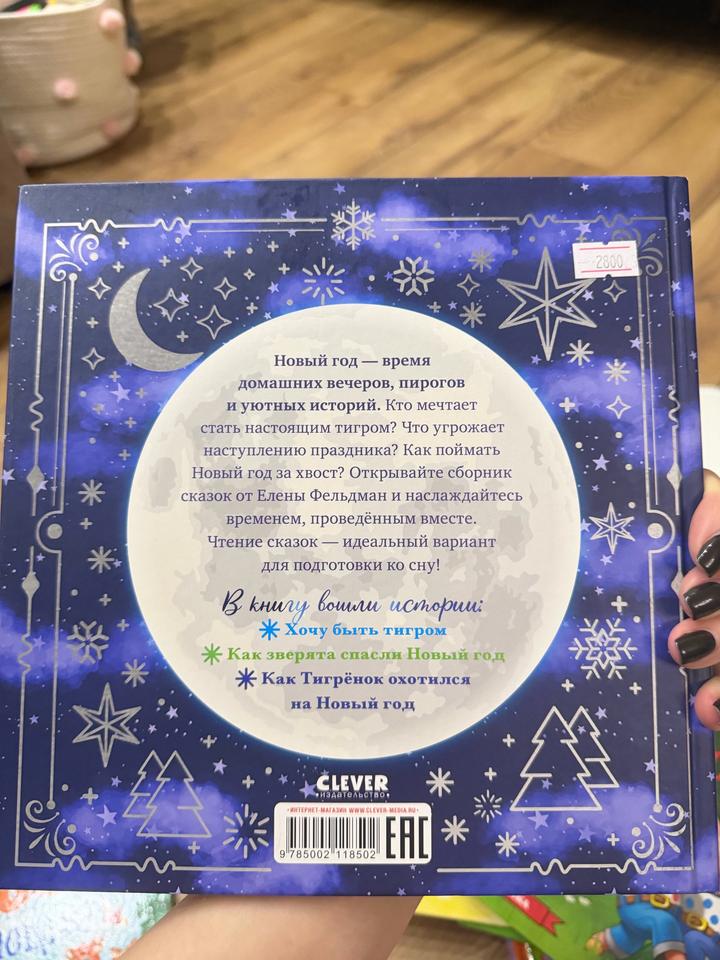 2800
Новый год — время
домашних вечеров, пирогов
и уютных историй. Кто мечтает
стать настоящим тигром? Что угрожает
наступлению праздника? Как поймать
Новый год за хвост? Открывайте сборник
сказок от Елены Фельдман и наслаждайтесь
временем, проведённым вместе.
Чтение сказок — идеальный вариант
для подготовки ко сну!
В книгу вошли истории:
Хочу быть тигром
Как зверята спасли Новый год
Как Тигрёнок охотился
на Новый год
CLEVER
издательство
•ИНТЕРНЕТ-МАГАЗИН WWW.CLEVER-MEDIA.RU•
9 785002 118502
EAC